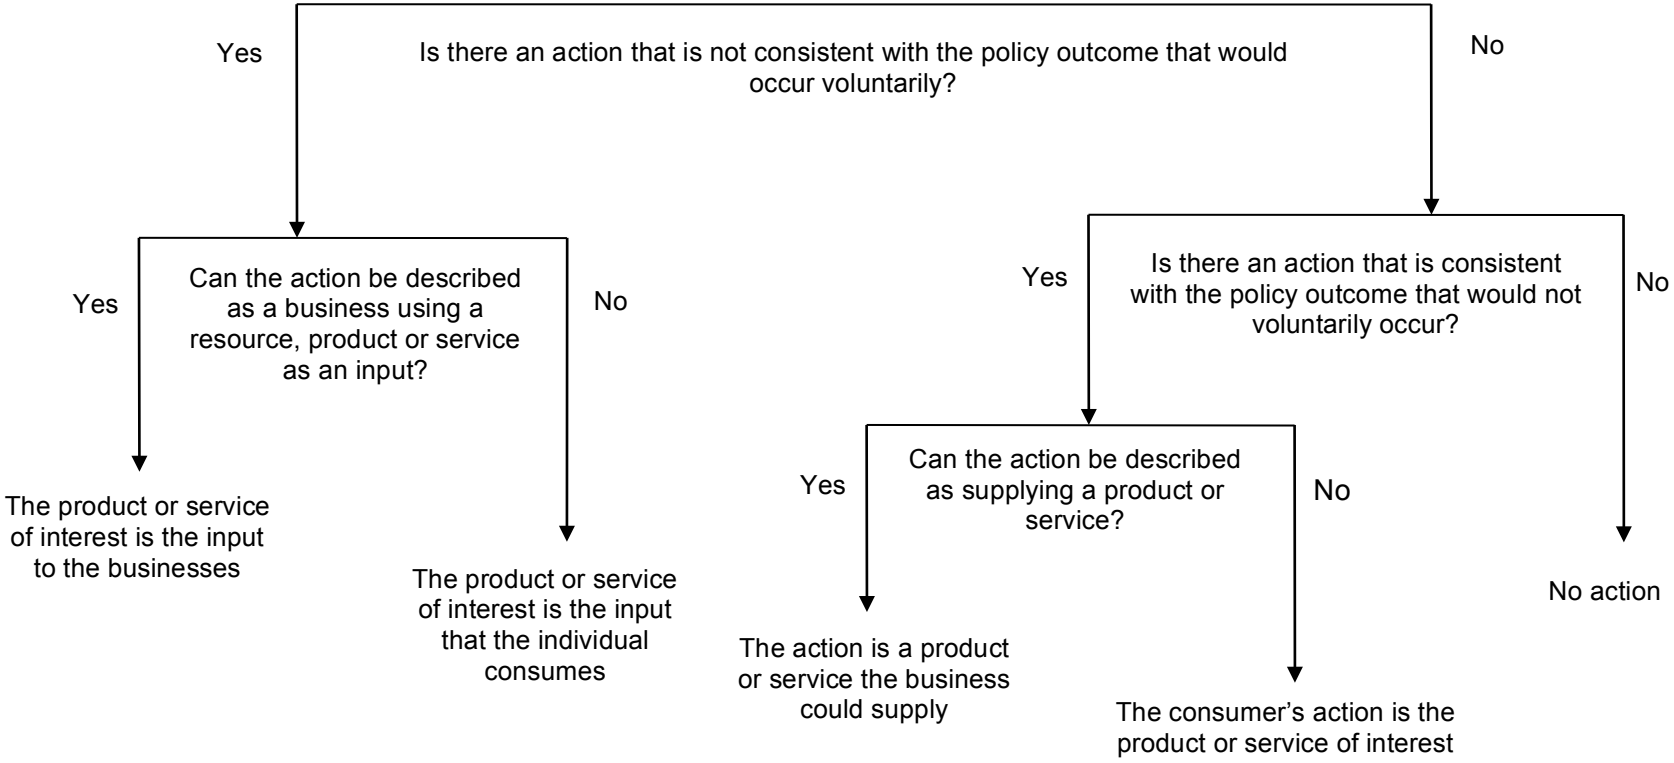 Yes
Is there an action that is not consistent with the policy outcome that would
occur voluntarily?
No
Yes
Can the action be described
as a business using a
resource, product or service
as an input?
No
The product or service
of interest is the input
to the businesses
The product or service
of interest is the input
that the individual
consumes
Yes
Is there an action that is consistent
with the policy outcome that would not
voluntarily occur?
No
Yes
Can the action be described
as supplying a product or
service?
No
The action is a product
or service the business
could supply
The consumer’s action is the
product or service of interest
No action